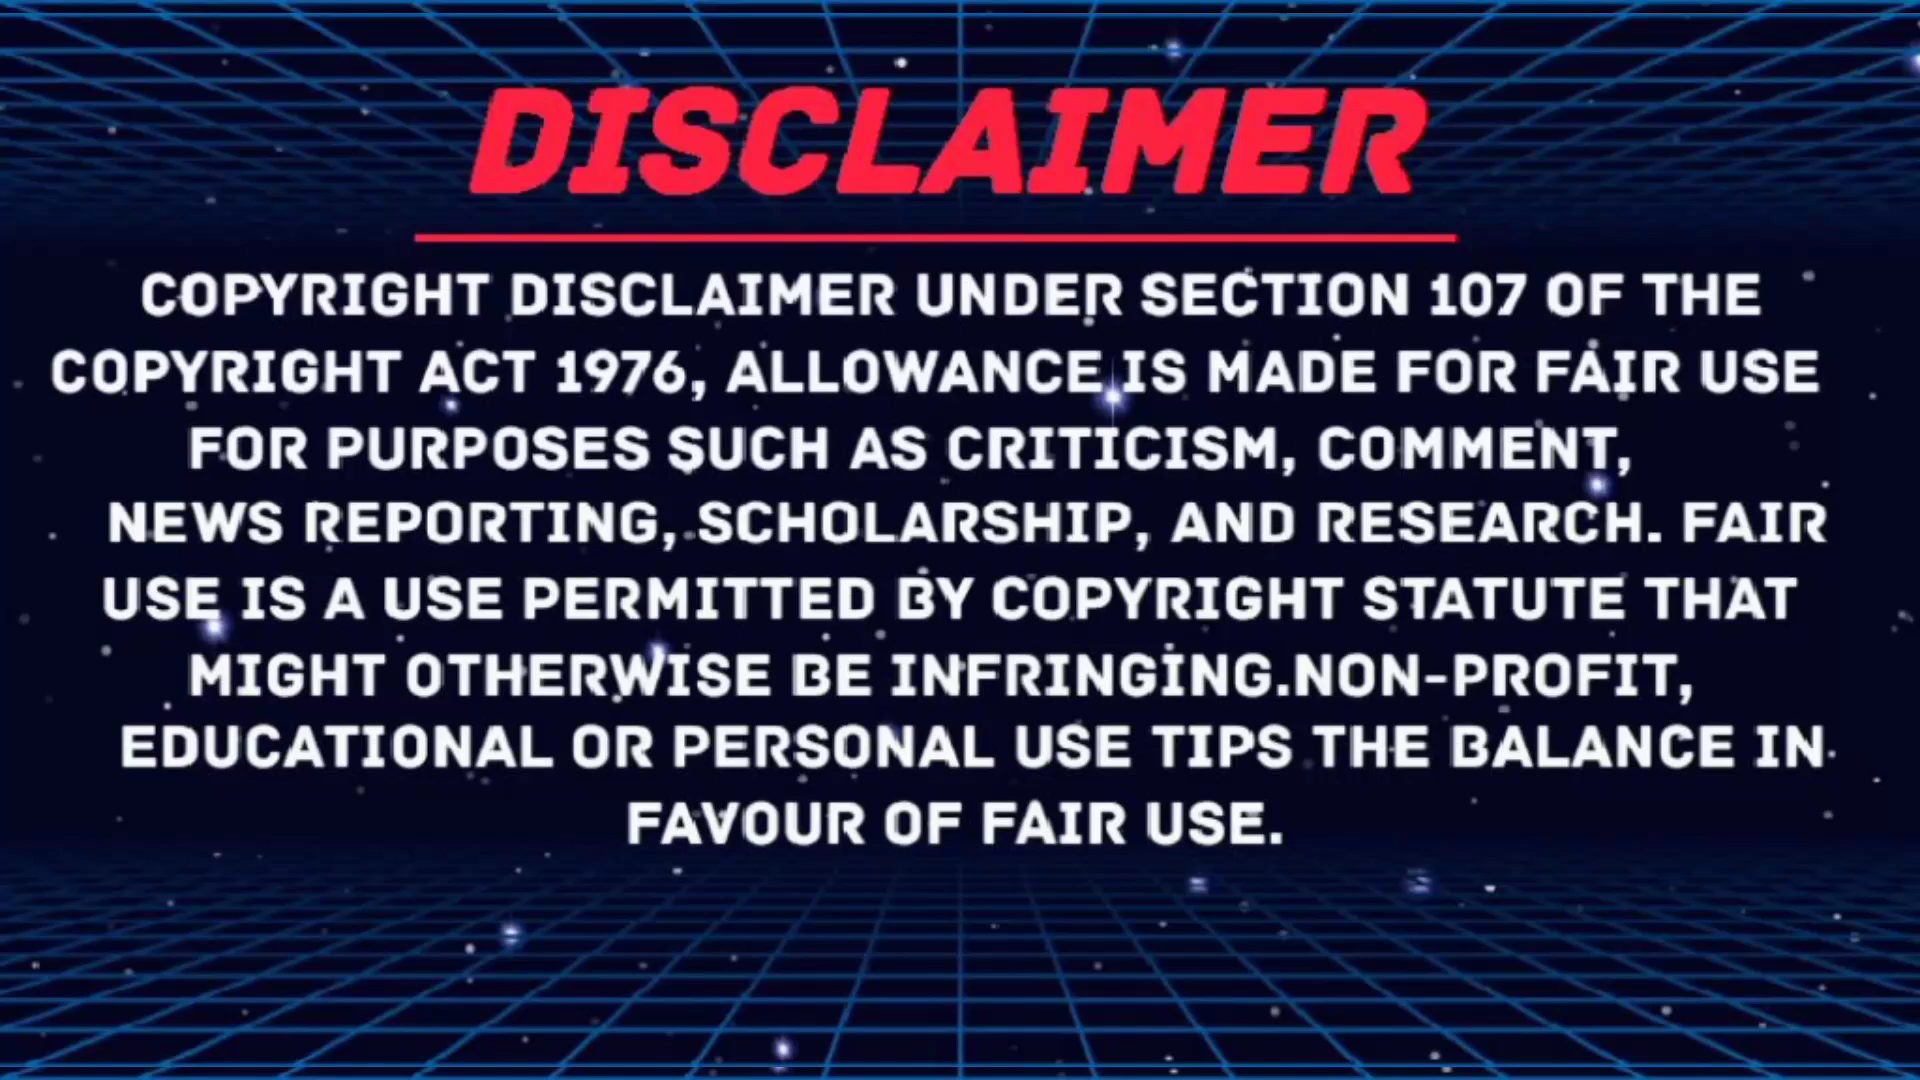 DISCLAIMER
COPYRIGHT DISCLAIMER UNDER SECTION 107 OF THE
COPYRIGHT ACT 1976, ALLOWANCE IS MADE FOR FAIR USE
FOR PURPOSES SUCH AS CRITICISM, COMMENT,
NEWS REPORTING, SCHOLARSHIP, AND RESEARCH. FAIR
USE IS A USE PERMITTED BY COPYRIGHT STATUTE THAT
MIGHT OTHERWISE BE INFRINGING.NON-PROFIT,
EDUCATIONAL OR PERSONAL USE TIPS THE BALANCE IN
FAVOUR OF FAIR USE.